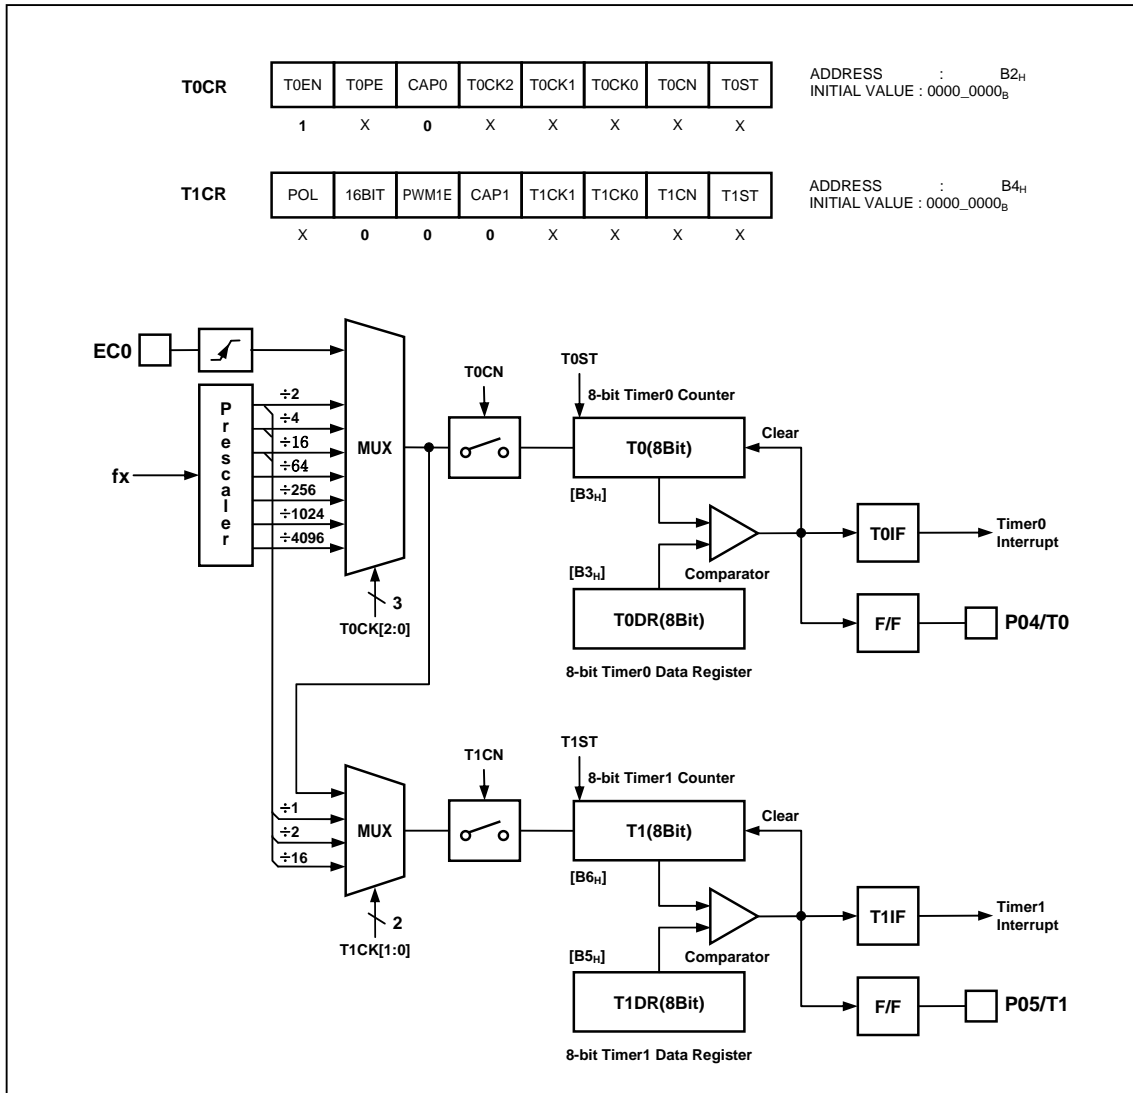 T0CR T0EN T0PE CAP0 T0CK2 T0CK1 T0CK0 T0CN T0ST
1 X 0 X X X X X
ADDRESS : B2H
INITIAL VALUE : 0000_0000B
T1CR POL 16BIT PWM1E CAP1 T1CK1 T1CK0 T1CN T1ST
X 0 0 0 X X X X
ADDRESS : B4H
INITIAL VALUE : 0000_0000B
EC0
fx
Prescaler
÷2
÷4
÷16
÷64
÷256
÷1024
÷4096
MUX
3
T0CK[2:0]
T0CN
T0ST
8-bit Timer0 Counter
T0(8Bit)
Clear
[B3H]
Comparator
[B3H]
T0DR(8Bit)
8-bit Timer0 Data Register
T0IF
Timer0
Interrupt
F/F
P04/T0
÷1
÷2
÷16
MUX
2
T1CK[1:0]
T1CN
T1ST
8-bit Timer1 Counter
T1(8Bit)
Clear
[B6H]
Comparator
[B5H]
T1DR(8Bit)
8-bit Timer1 Data Register
T1IF
Timer1
Interrupt
F/F
P05/T1